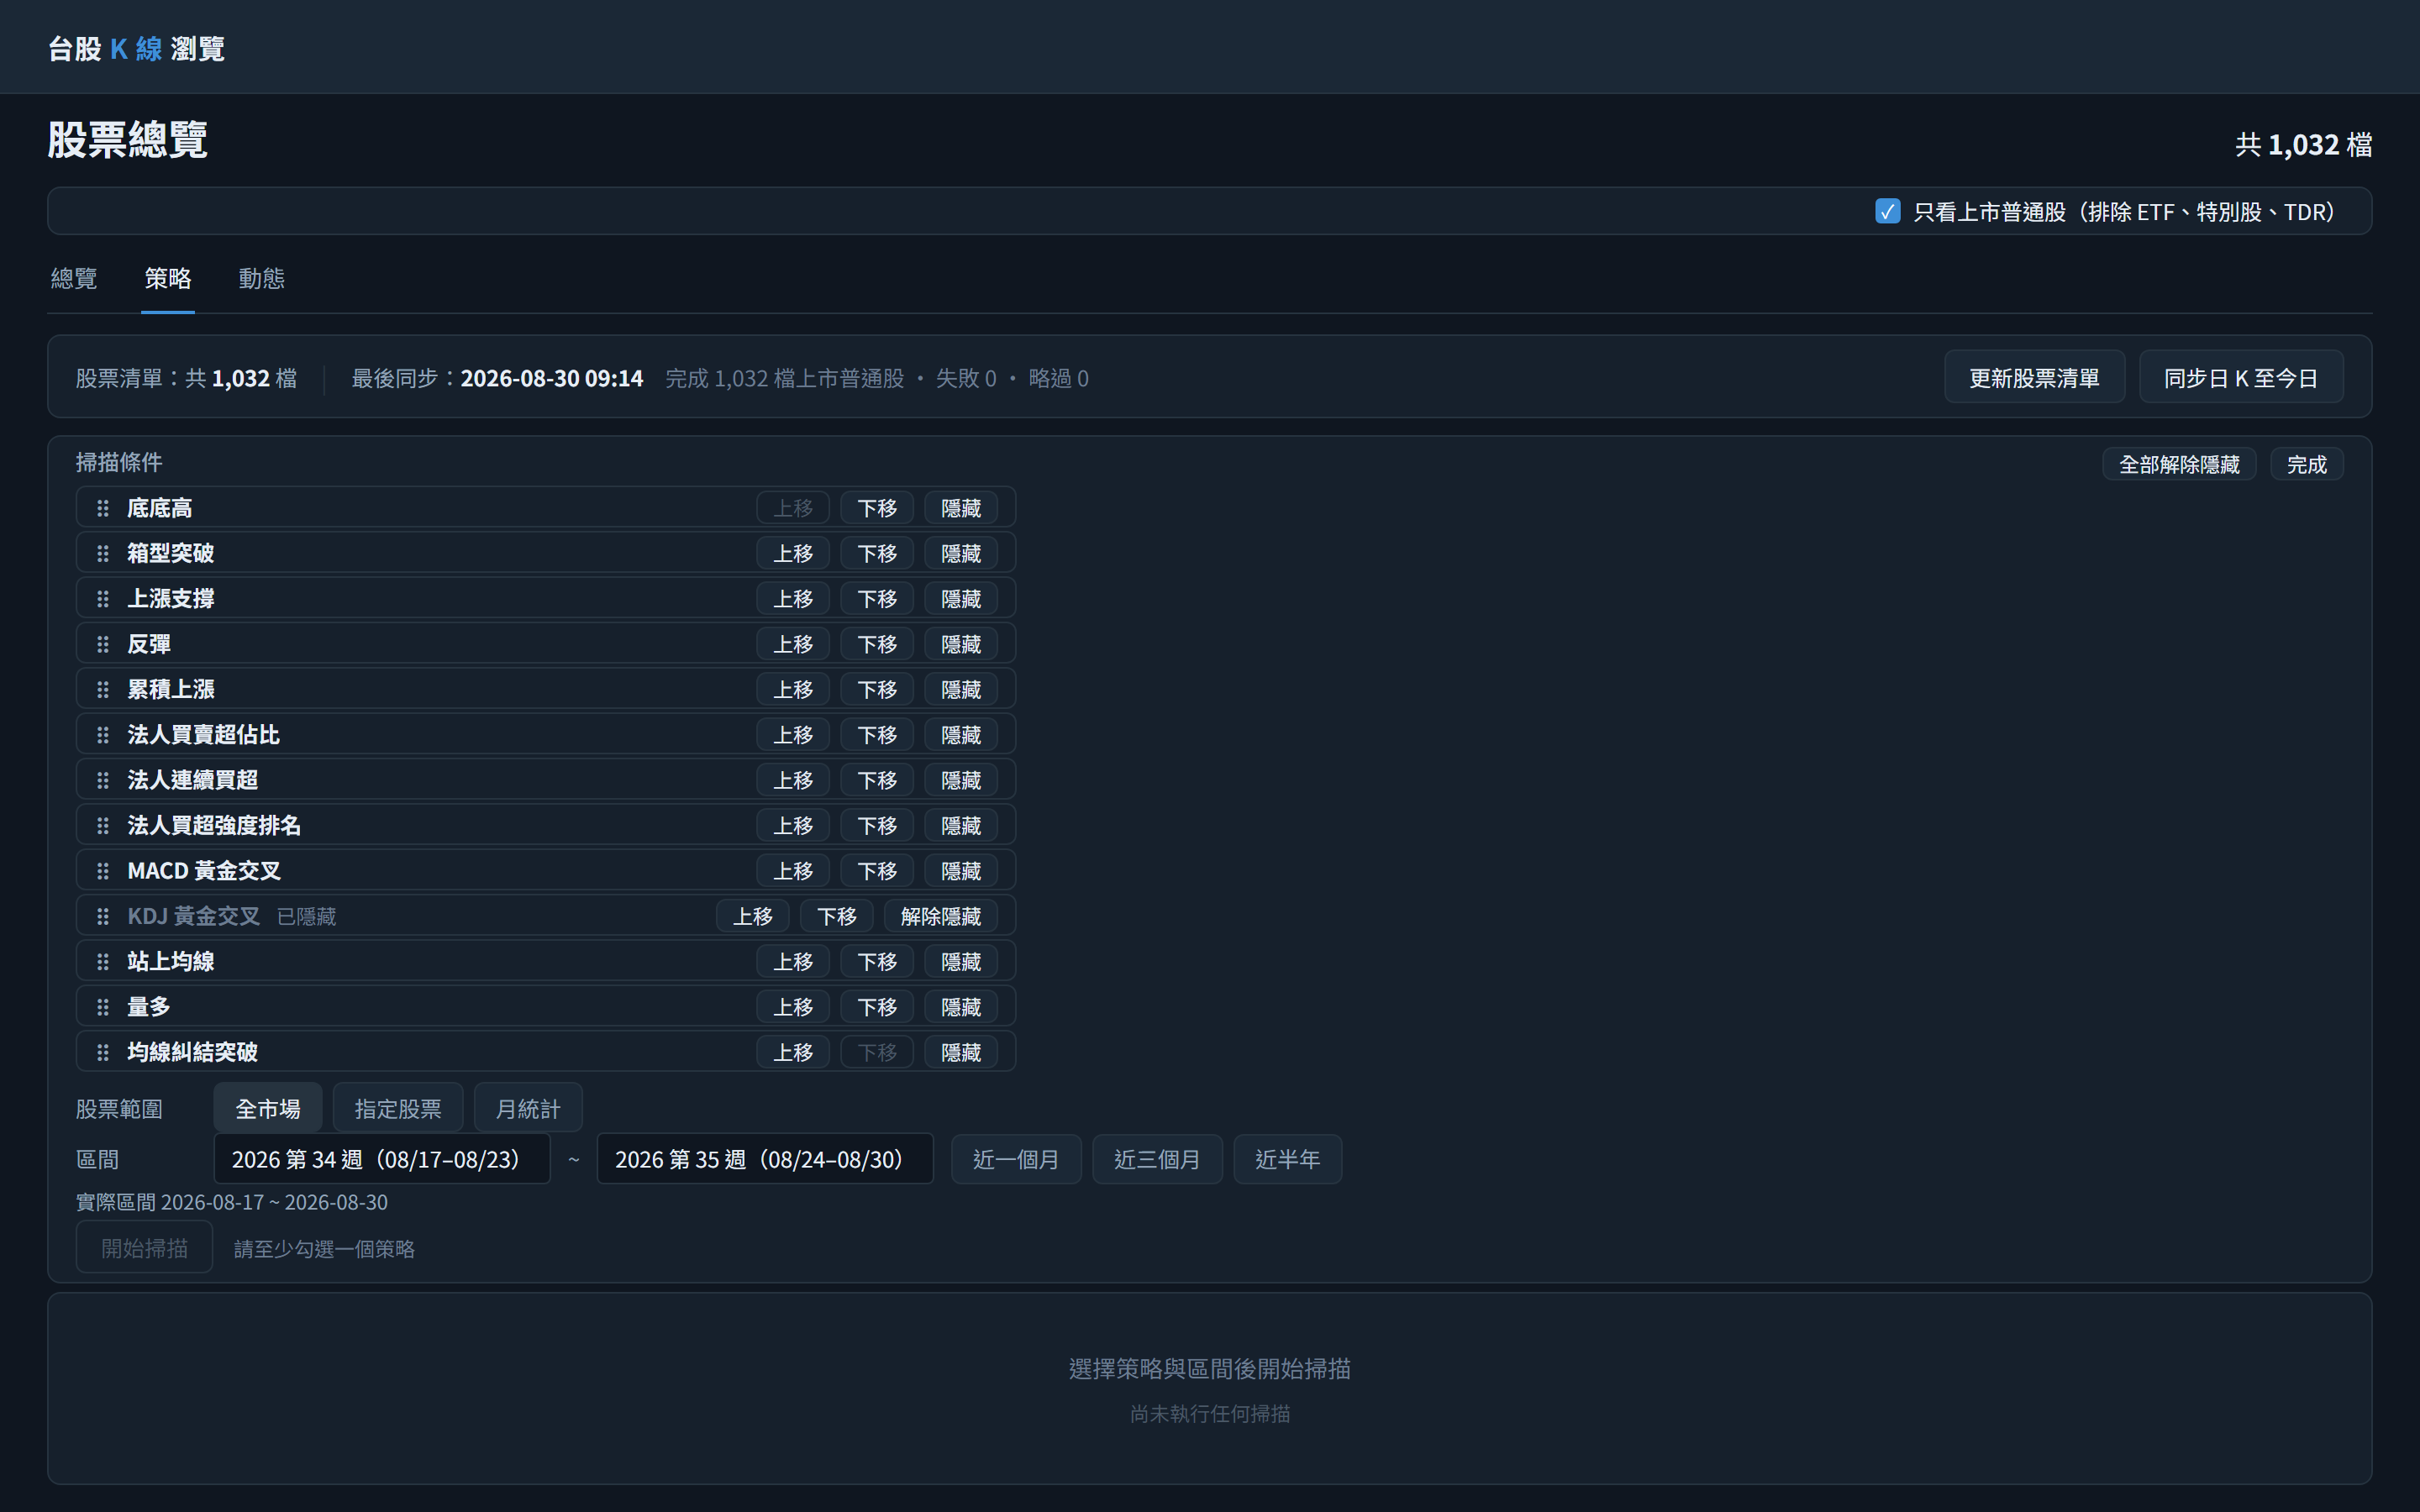 台股 K 線 瀏覽
股票總覽
共 1,032 檔
只看上市普通股（排除 ETF、特別股、TDR）
總覽 策略 動態
股票清單：共 1,032 檔 最後同步：2026-08-30 09:14 完成 1,032 檔上市普通股 · 失敗 0 · 略過 0 更新股票清單 同步日 K 至今日
掃描條件 全部解除隱藏 完成
底底高 上移 下移 隱藏
箱型突破 上移 下移 隱藏
上漲支撐 上移 下移 隱藏
反彈 上移 下移 隱藏
累積上漲 上移 下移 隱藏
法人買賣超佔比 上移 下移 隱藏
法人連續買超 上移 下移 隱藏
法人買超強度排名 上移 下移 隱藏
MACD 黃金交叉 上移 下移 隱藏
KDJ 黃金交叉 已隱藏 上移 下移 解除隱藏
站上均線 上移 下移 隱藏
量多 上移 下移 隱藏
均線糾結突破 上移 下移 隱藏
股票範圍 全市場 指定股票 月統計
區間 2026 第 34 週（08/17–08/23） ~ 2026 第 35 週（08/24–08/30） 近一個月 近三個月 近半年
實際區間 2026-08-17 ~ 2026-08-30
開始掃描 請至少勾選一個策略
選擇策略與區間後開始掃描
尚未執行任何掃描